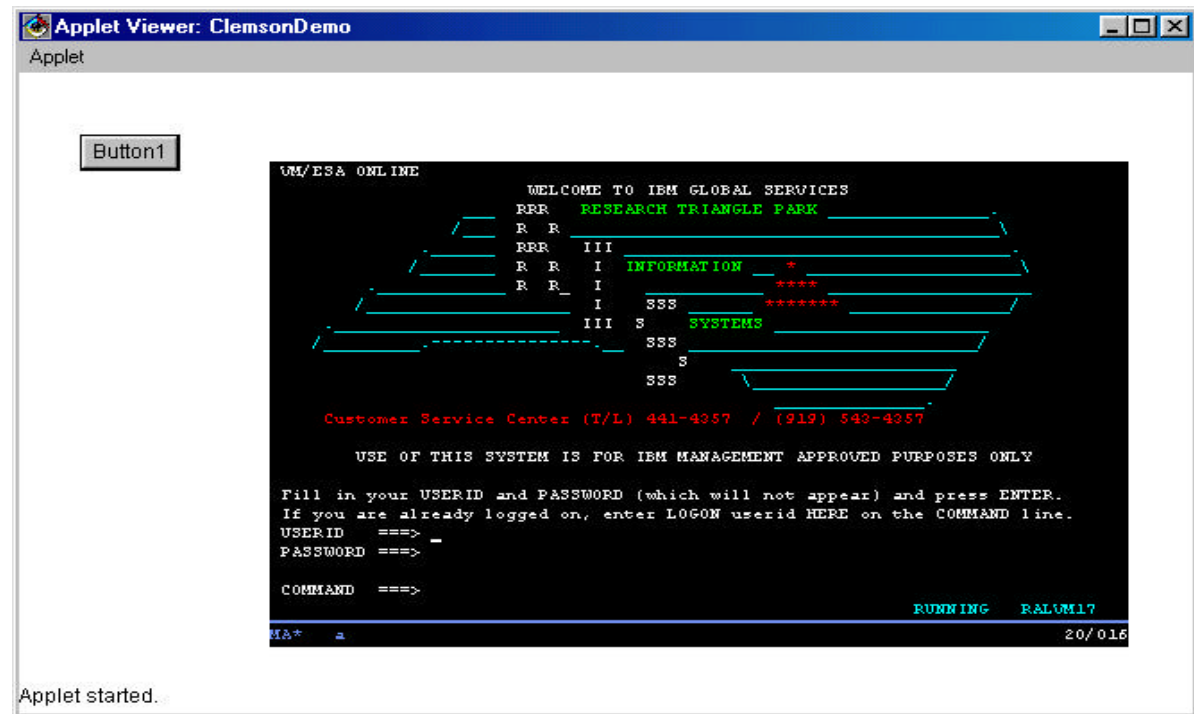 Applet Viewer: ClemsonDemo
Applet
Button1
VM/ESA ONLINE
WELCOME TO IBM GLOBAL SERVICES
RRR RESEARCH TRIANGLE PARK
R R
RRR III
R R I INFORMATION *
R R_ I ****
I SSS *******
III S SYSTEMS
SSS
S
SSS
Customer Service Center (T/L) 441-4357 / (919) 543-4357
USE OF THIS SYSTEM IS FOR IBM MANAGEMENT APPROVED PURPOSES ONLY
Fill in your USERID and PASSWORD (which will not appear) and press ENTER.
If you are already logged on, enter LOGON userid HERE on the COMMAND line.
USERID ===> _
PASSWORD ===>
COMMAND ===>
RUNNING RALVM17
MA* a 20/016
Applet started.